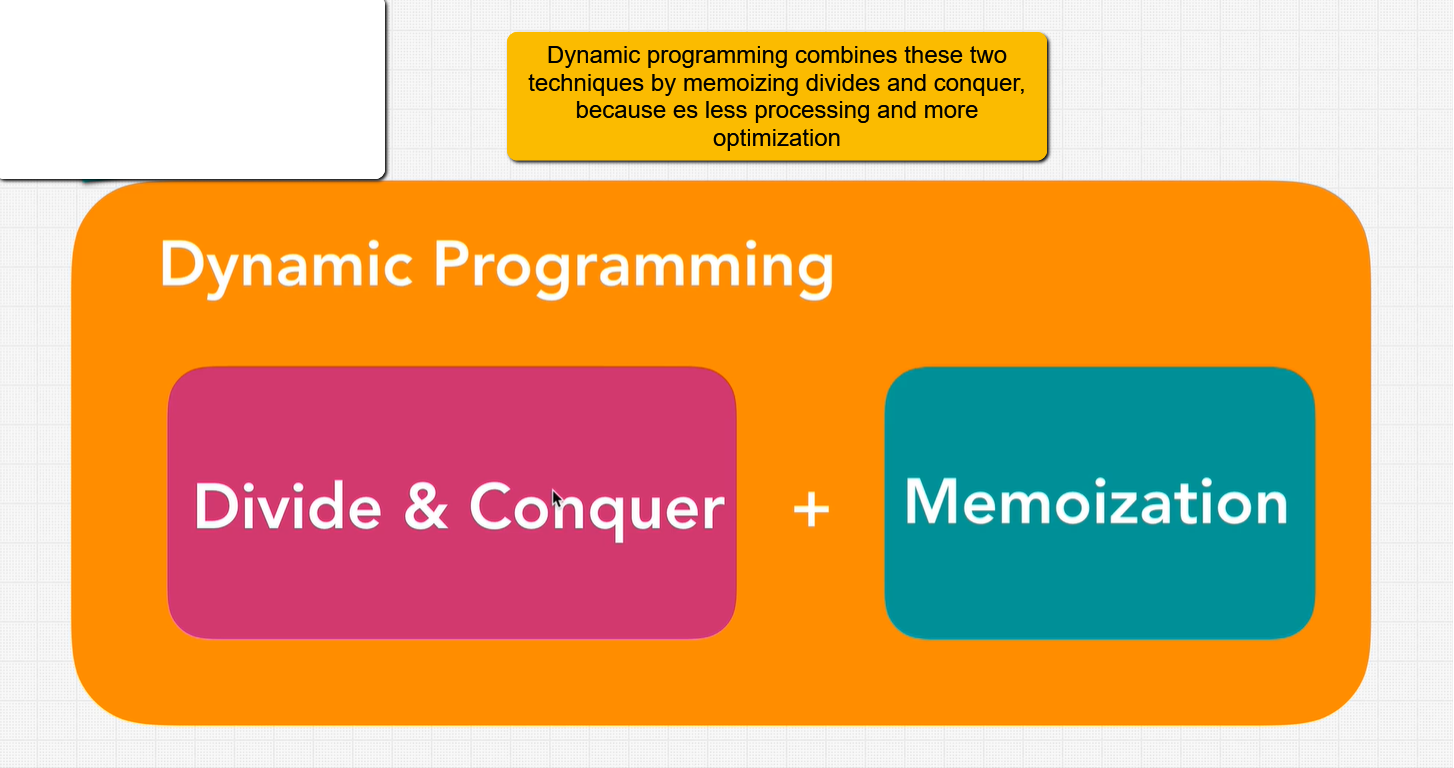 Dynamic programming combines these two
techniques by memoizing divides and conquer,
because es less processing and more
optimization
Dynamic Programming
Divide & Conquer + Memoization